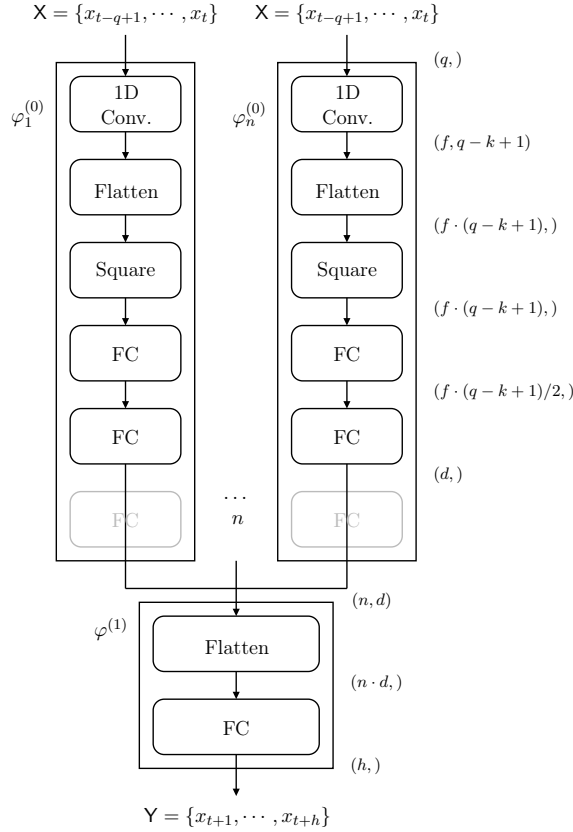 X = {x_{t−q+1}, ⋯ , x_t}
X = {x_{t−q+1}, ⋯ , x_t}
(q,)
φ_1^{(0)}
1D
Conv.
φ_n^{(0)}
1D
Conv.
(f, q − k + 1)
Flatten
Flatten
(f · (q − k + 1),)
Square
Square
(f · (q − k + 1),)
FC
FC
(f · (q − k + 1)/2,)
FC
FC
(d,)
FC
⋯
n
FC
(n, d)
φ^{(1)}
Flatten
(n · d,)
FC
(h,)
Y = {x_{t+1}, ⋯ , x_{t+h}}